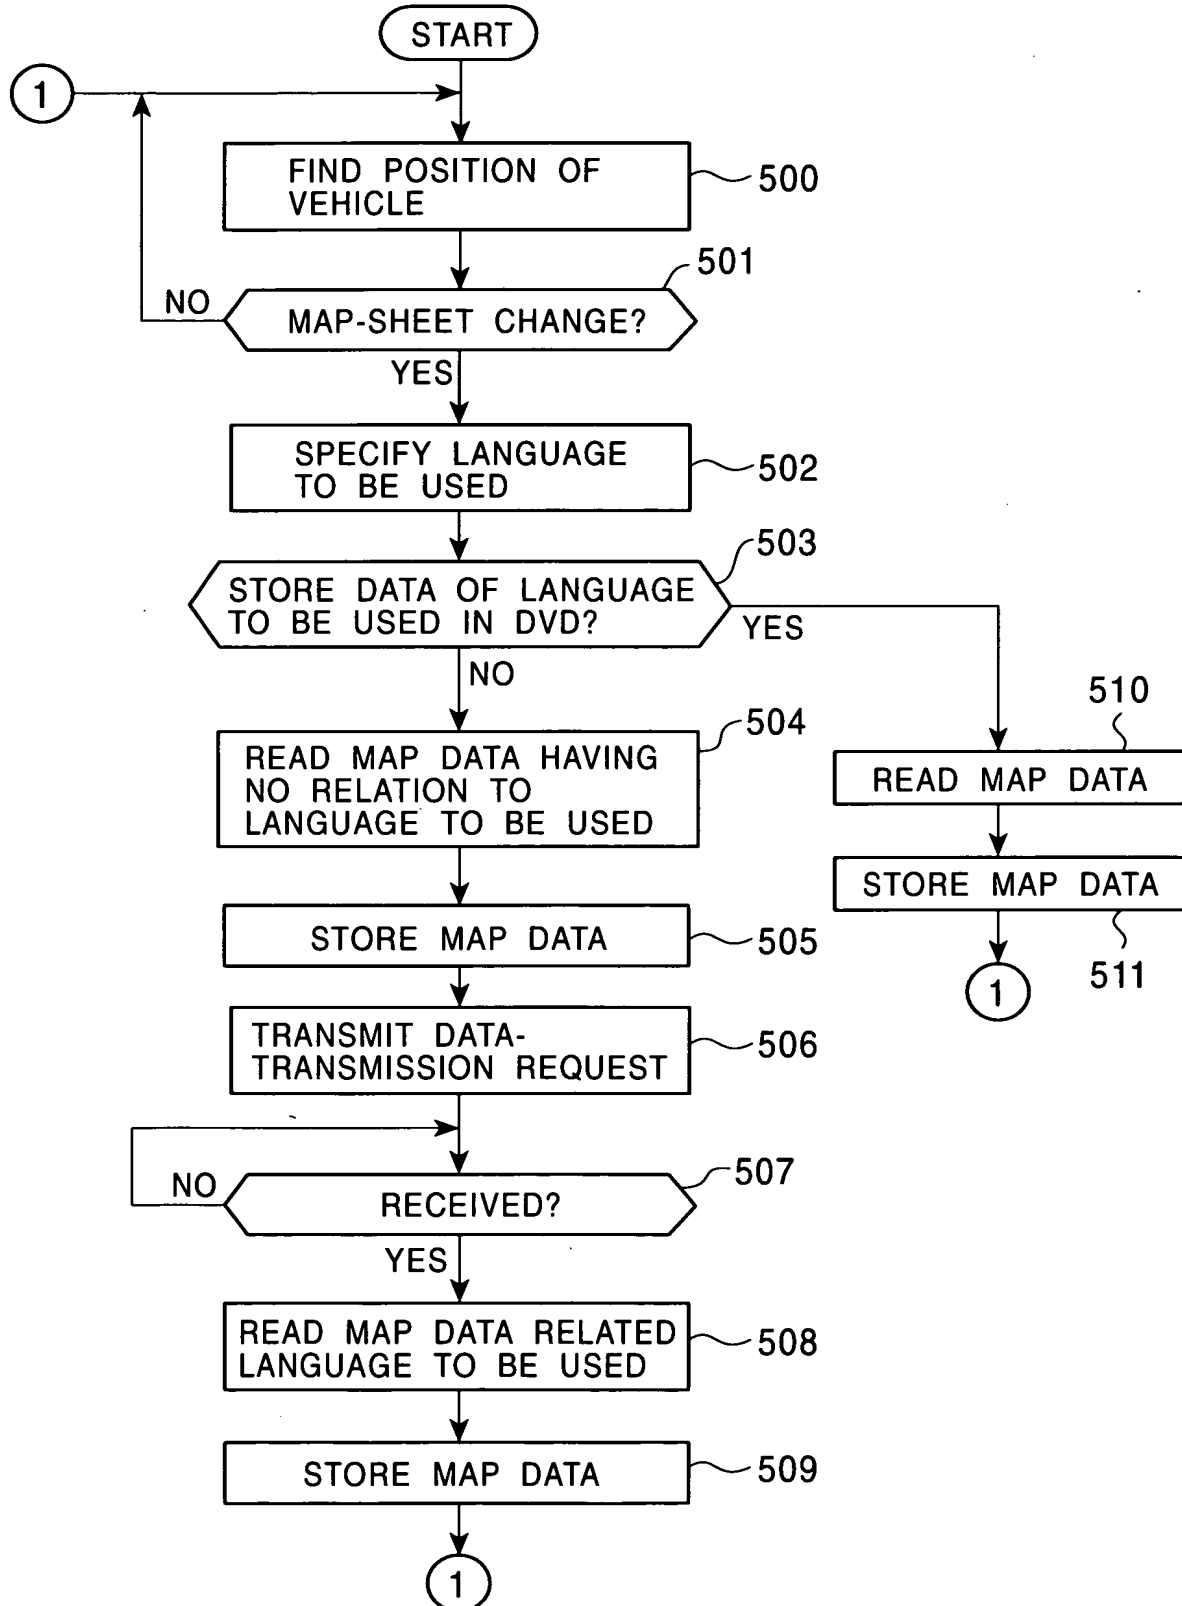 START
1
FIND POSITION OF
VEHICLE
500
501
MAP-SHEET CHANGE?
NO
YES
SPECIFY LANGUAGE
TO BE USED
502
503
STORE DATA OF LANGUAGE
TO BE USED IN DVD?
YES
NO
504
READ MAP DATA HAVING
NO RELATION TO
LANGUAGE TO BE USED
510
READ MAP DATA
STORE MAP DATA
511
1
STORE MAP DATA
505
TRANSMIT DATA-
TRANSMISSION REQUEST
506
507
RECEIVED?
NO
YES
READ MAP DATA RELATED
LANGUAGE TO BE USED
508
STORE MAP DATA
509
1